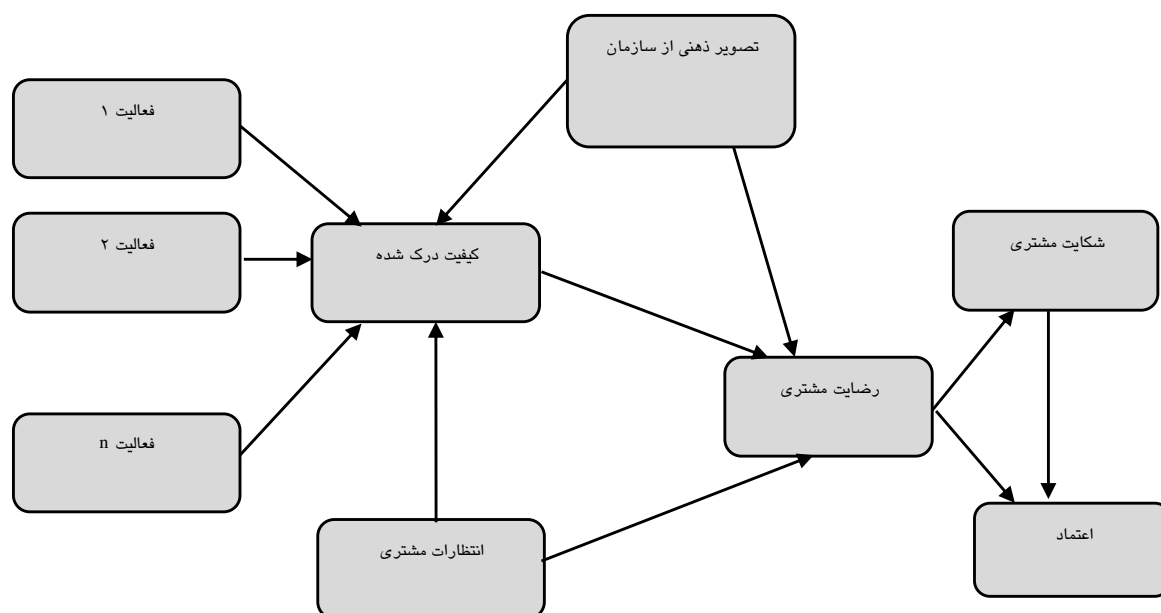 تصویر ذهنی از سازمان
فعالیت ۱
فعالیت ۲
کیفیت درک شده
شکایت مشتری
رضایت مشتری
فعالیت n
انتظارات مشتری
اعتماد